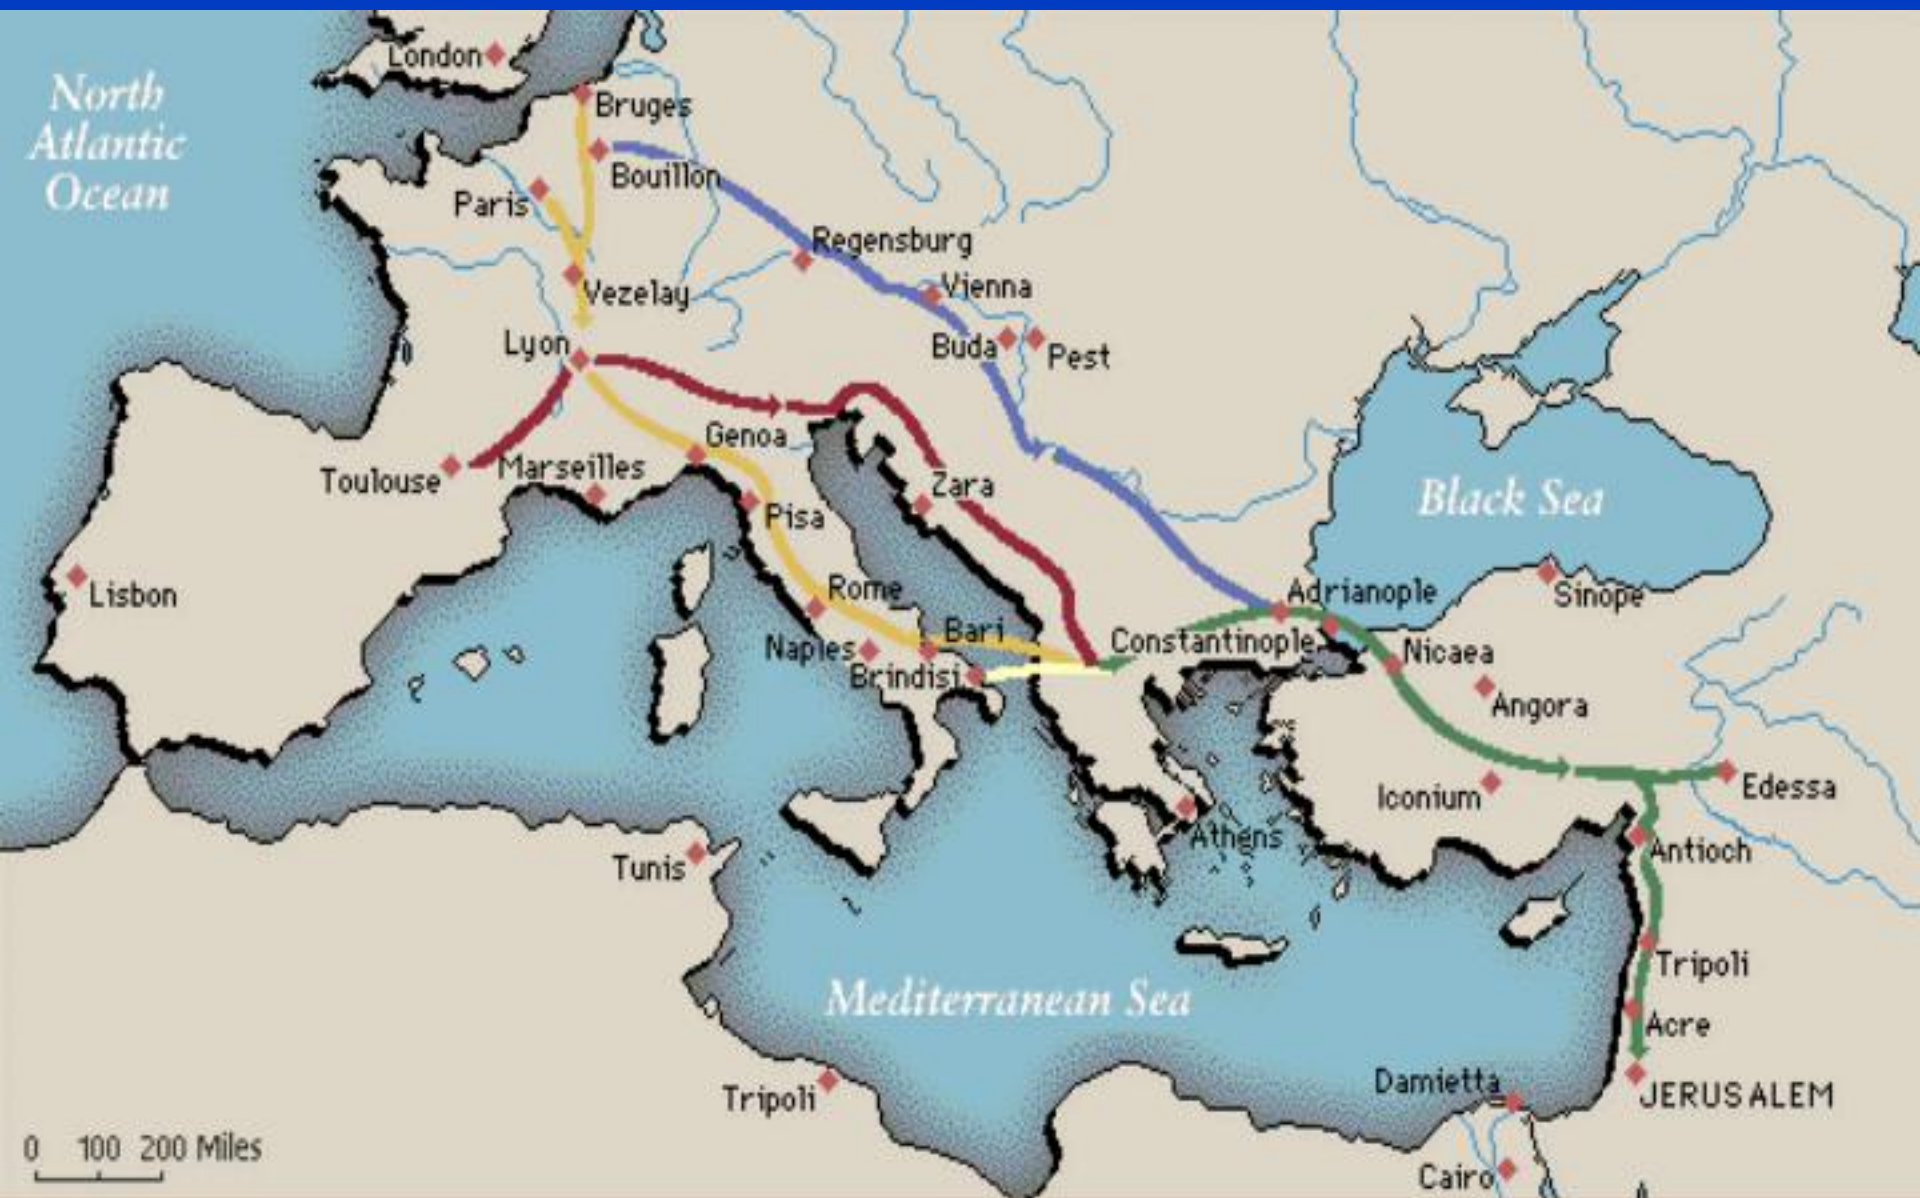 London
North
Atlantic
Ocean
Bruges
Bouillon
Paris
Regensburg
Vezelay
Vienna
Lyon
Buda
Pest
Genoa
Toulouse
Marseilles
Zara
Pisa
Black Sea
Lisbon
Rome
Adrianople
Sinope
Naples
Bari
Constantinople
Nicaea
Brindisi
Angora
Iconium
Edessa
Athens
Tunis
Antioch
Tripoli
Mediterranean Sea
Acre
Damietta
JERUSALEM
Tripoli
0 100 200 Miles
Cairo